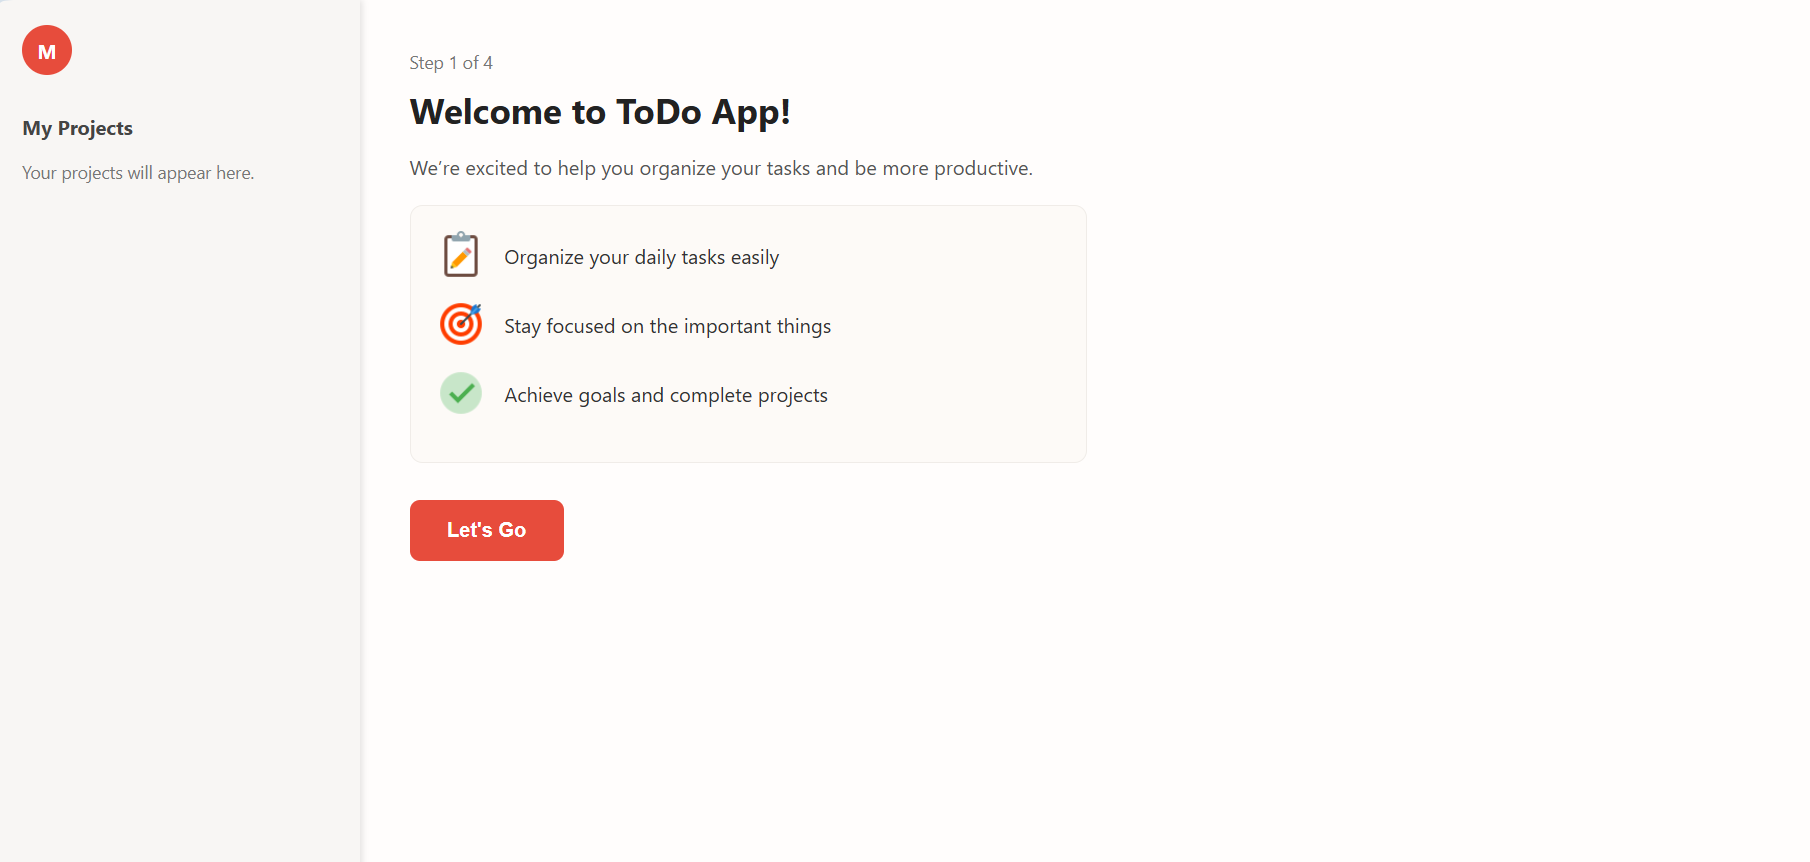 M
My Projects
Your projects will appear here.
Step 1 of 4
Welcome to ToDo App!
We’re excited to help you organize your tasks and be more productive.
Organize your daily tasks easily
Stay focused on the important things
Achieve goals and complete projects
Let's Go